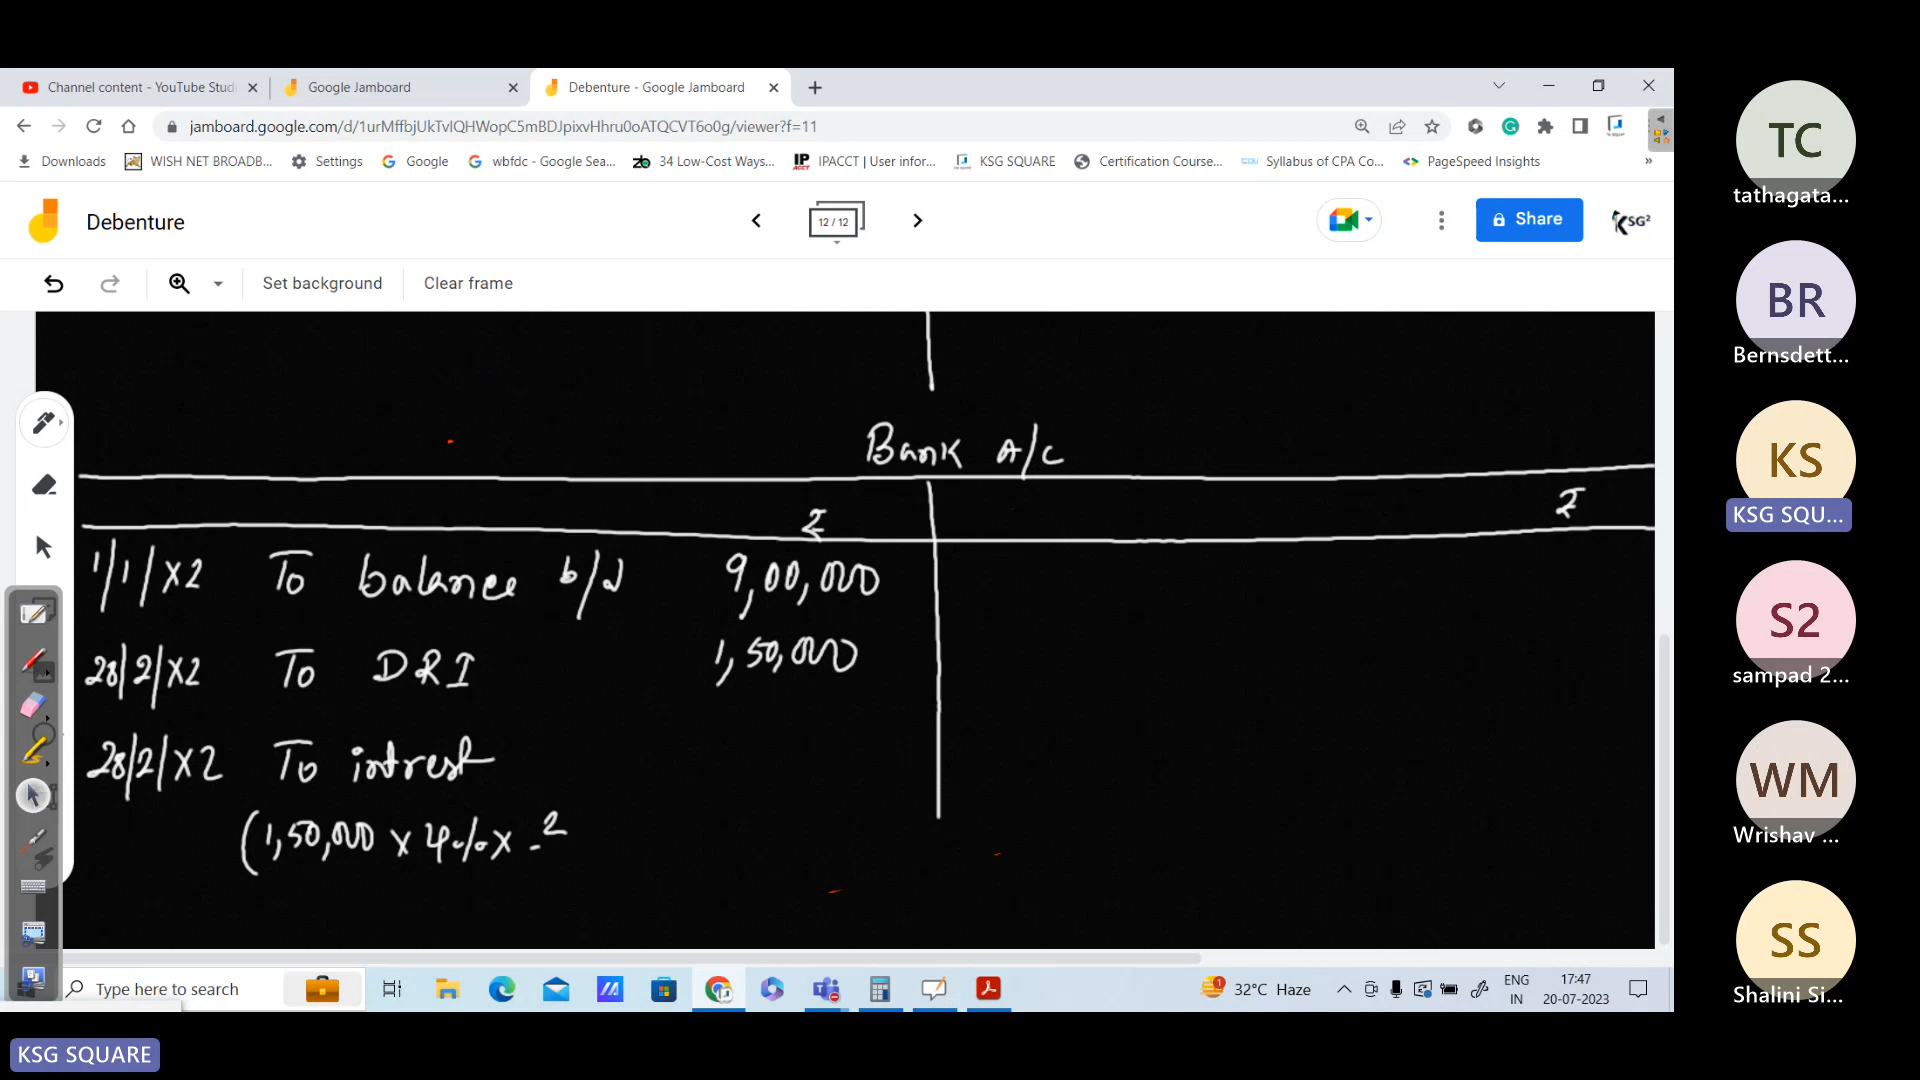 Channel content - YouTube Stud
Google Jamboard
Debenture - Google Jamboard
jamboard.google.com/d/1urMffbjUkTvIQHWopC5mBDJpixvHhru0oATQCVT6o0g/viewer?f=11
Downloads
WISH NET BROADB...
Settings
Google
wbfdc - Google Sea...
34 Low-Cost Ways...
IPACCT | User infor...
KSG SQUARE
Certification Course...
Syllabus of CPA Co...
PageSpeed Insights
»
Debenture
12 / 12
Share
KSG²
Set background
Clear frame
Bank A/C
₹ ₹
1/1/X2 To balance b/d 9,00,000
28/2/X2 To DRI 1,50,000
28/2/X2 To intrest
(1,50,000 x 4% x 2
Type here to search
32°C Haze
ENG
IN
17:47
20-07-2023
TC
tathagata...
BR
Bernsdett...
KS
KSG SQU...
S2
sampad 2...
WM
Wrishav ...
SS
Shalini Si...
KSG SQUARE